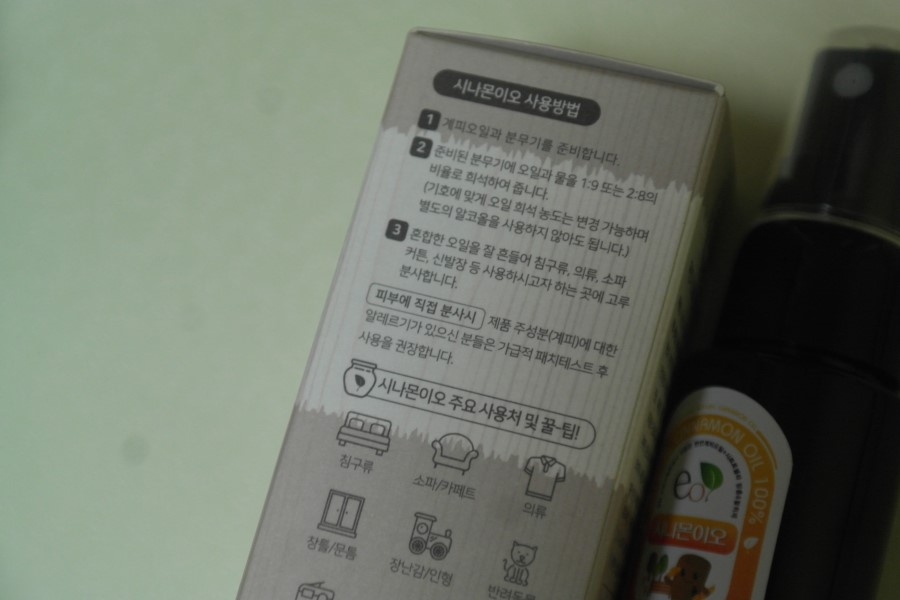 시나몬이오 사용방법
1 계피오일과 분무기를 준비합니다.
2 준비된 분무기에 오일과 물을 1:9 또는 2:8의
비율로 희석하여 줍니다.
(기호에 맞게 오일 희석 농도는 변경 가능하며
별도의 알코올을 사용하지 않아도 됩니다.)
3 혼합한 오일을 잘 흔들어 침구류, 의류, 소파
커튼, 신발장 등 사용하시고자 하는 곳에 고루
분사합니다.
피부에 직접 분사시 제품 주성분(계피)에 대한
알레르기가 있으신 분들은 가급적 패치테스트 후
사용을 권장합니다.
시나몬이오 주요 사용처 및 꿀-팁!
침구류
소파/카페트
의류
창틀/문틈
장난감/인형
반려동물
CINNAMON OIL 100%
eo
시나몬이오